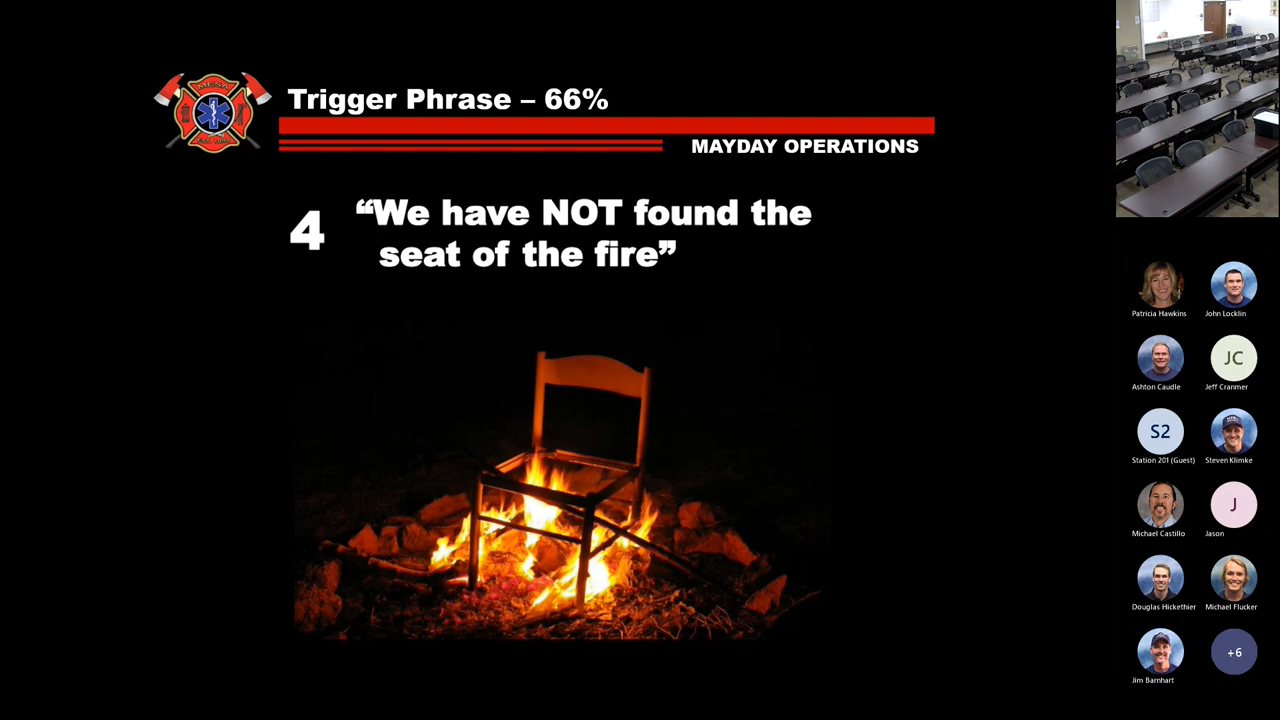 MESA
Trigger Phrase – 66%
MAYDAY OPERATIONS
4 “We have NOT found the
seat of the fire”
Patricia Hawkins
John Locklin
Ashton Caudle
JC
Jeff Cranmer
S2
Station 201 (Guest)
Steven Klimke
Michael Castillo
J
Jason
Douglas Hickethier
Michael Flucker
Jim Barnhart
+6